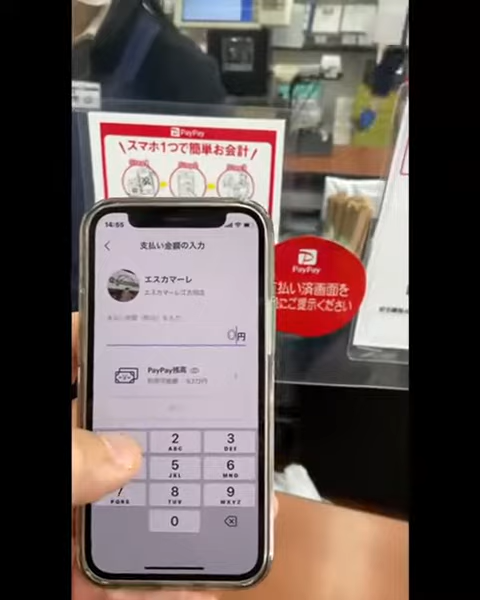 PayPay
スマホ1つで簡単お会計
PayPay
払い済画面を
にご提示ください
14:55
支払い金額の入力
エスカマーレ
0円
PayPay残高
2
ABC
3
DEF
5
JKL
6
MNO
7
PQRS
8
TUV
9
WXYZ
0